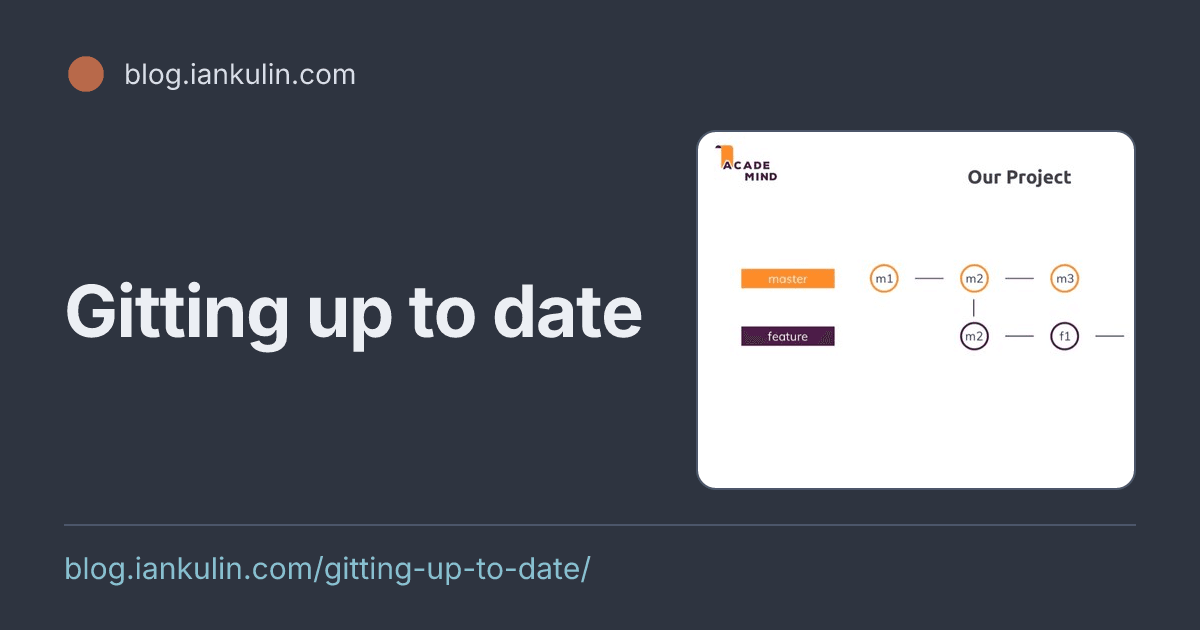 blog.iankulin.com
Gitting up to date
ACADE
MIND
Our Project
master
m1
m2
m3
feature
m2
f1
blog.iankulin.com/gitting-up-to-date/